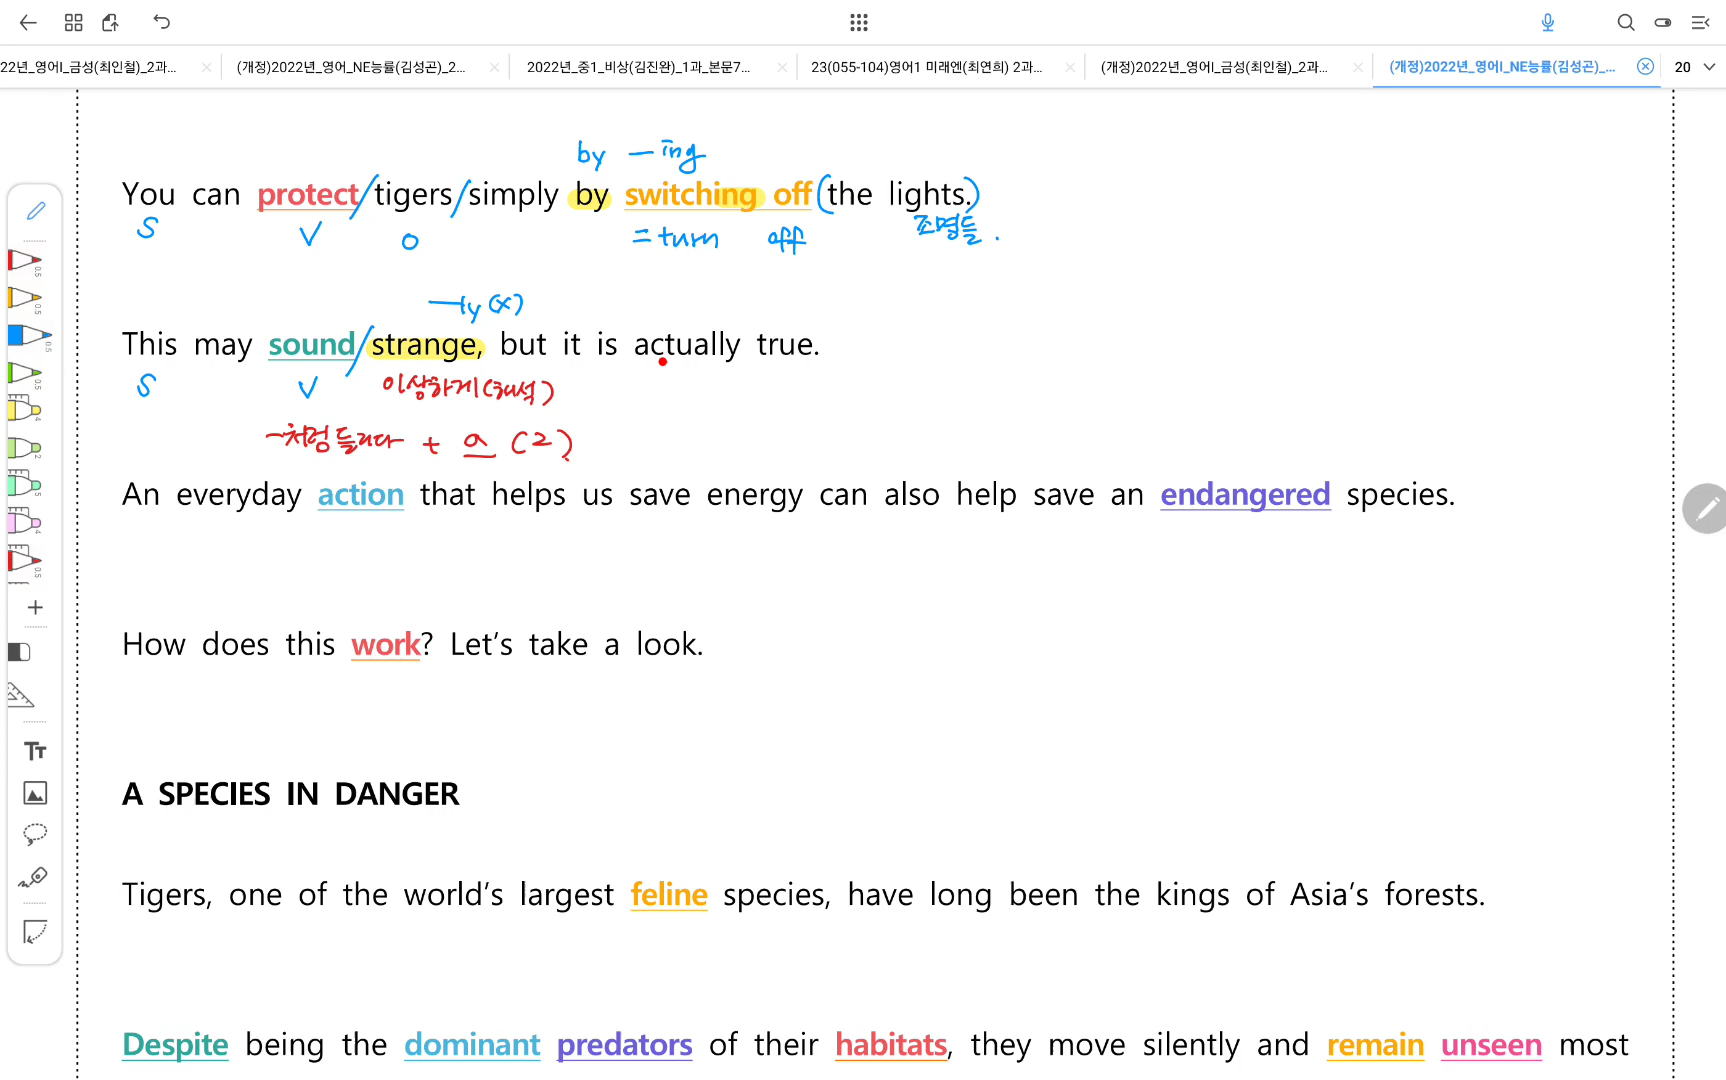 22년_영어I_금성(최인철)_2과... (개정)2022년_영어_NE능률(김성곤)_2... 2022년_중1_비상(김진완)_1과_본문7... 23(055-104)영어1 미래엔(최연희) 2과... (개정)2022년_영어I_금성(최인철)_2과... (개정)2022년_영어I_NE능률(김성곤)_... 20
by －ing
You can protect/tigers/simply by switching off(the lights.)
S V O = turn off 조명들.
－ly (x)
This may sound/strange, but it is actually true.
S V 이상하게(해석)
~처럼 들리다 + a (2)
An everyday action that helps us save energy can also help save an endangered species.
How does this work? Let's take a look.
A SPECIES IN DANGER
Tigers, one of the world's largest feline species, have long been the kings of Asia's forests.
Despite being the dominant predators of their habitats, they move silently and remain unseen most